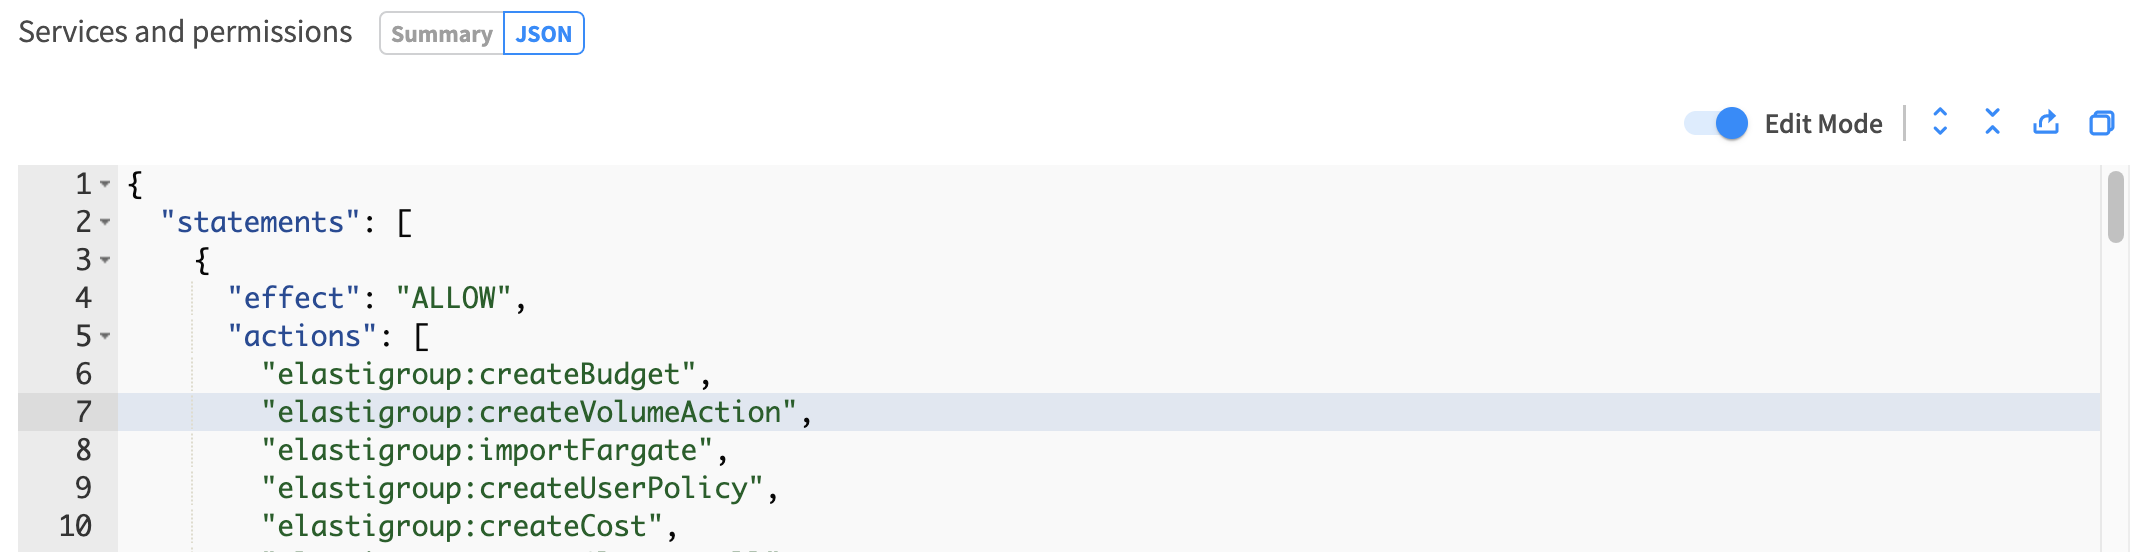 Services and permissions Summary JSON
Edit Mode
1 {
2 "statements": [
3 {
4 "effect": "ALLOW",
5 "actions": [
6 "elastigroup:createBudget",
7 "elastigroup:createVolumeAction",
8 "elastigroup:importFargate",
9 "elastigroup:createUserPolicy",
10 "elastigroup:createCost",